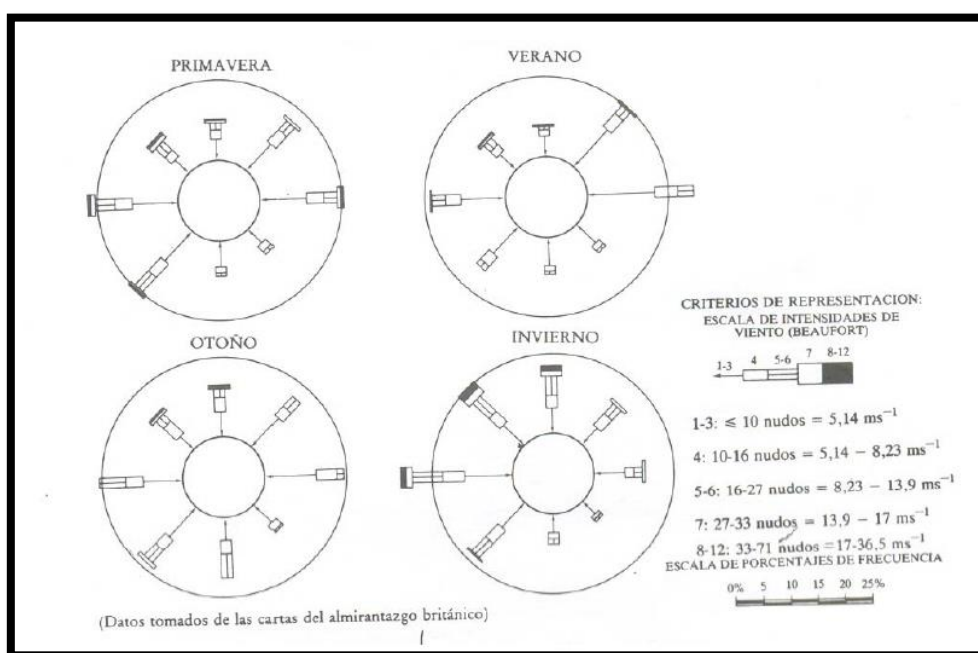 PRIMAVERA
VERANO
OTOÑO
INVIERNO
CRITERIOS DE REPRESENTACION:
ESCALA DE INTENSIDADES DE
VIENTO (BEAUFORT)
1-3 4 5-6 7 8-12
1-3: ≤ 10 nudos = 5,14 ms⁻¹
4: 10-16 nudos = 5,14 – 8,23 ms⁻¹
5-6: 16-27 nudos = 8,23 – 13,9 ms⁻¹
7: 27-33 nudos = 13,9 – 17 ms⁻¹
8-12: 33-71 nudos =17-36,5 ms⁻¹
ESCALA DE PORCENTAJES DE FRECUENCIA
0% 5 10 15 20 25%
(Datos tomados de las cartas del almirantazgo británico)